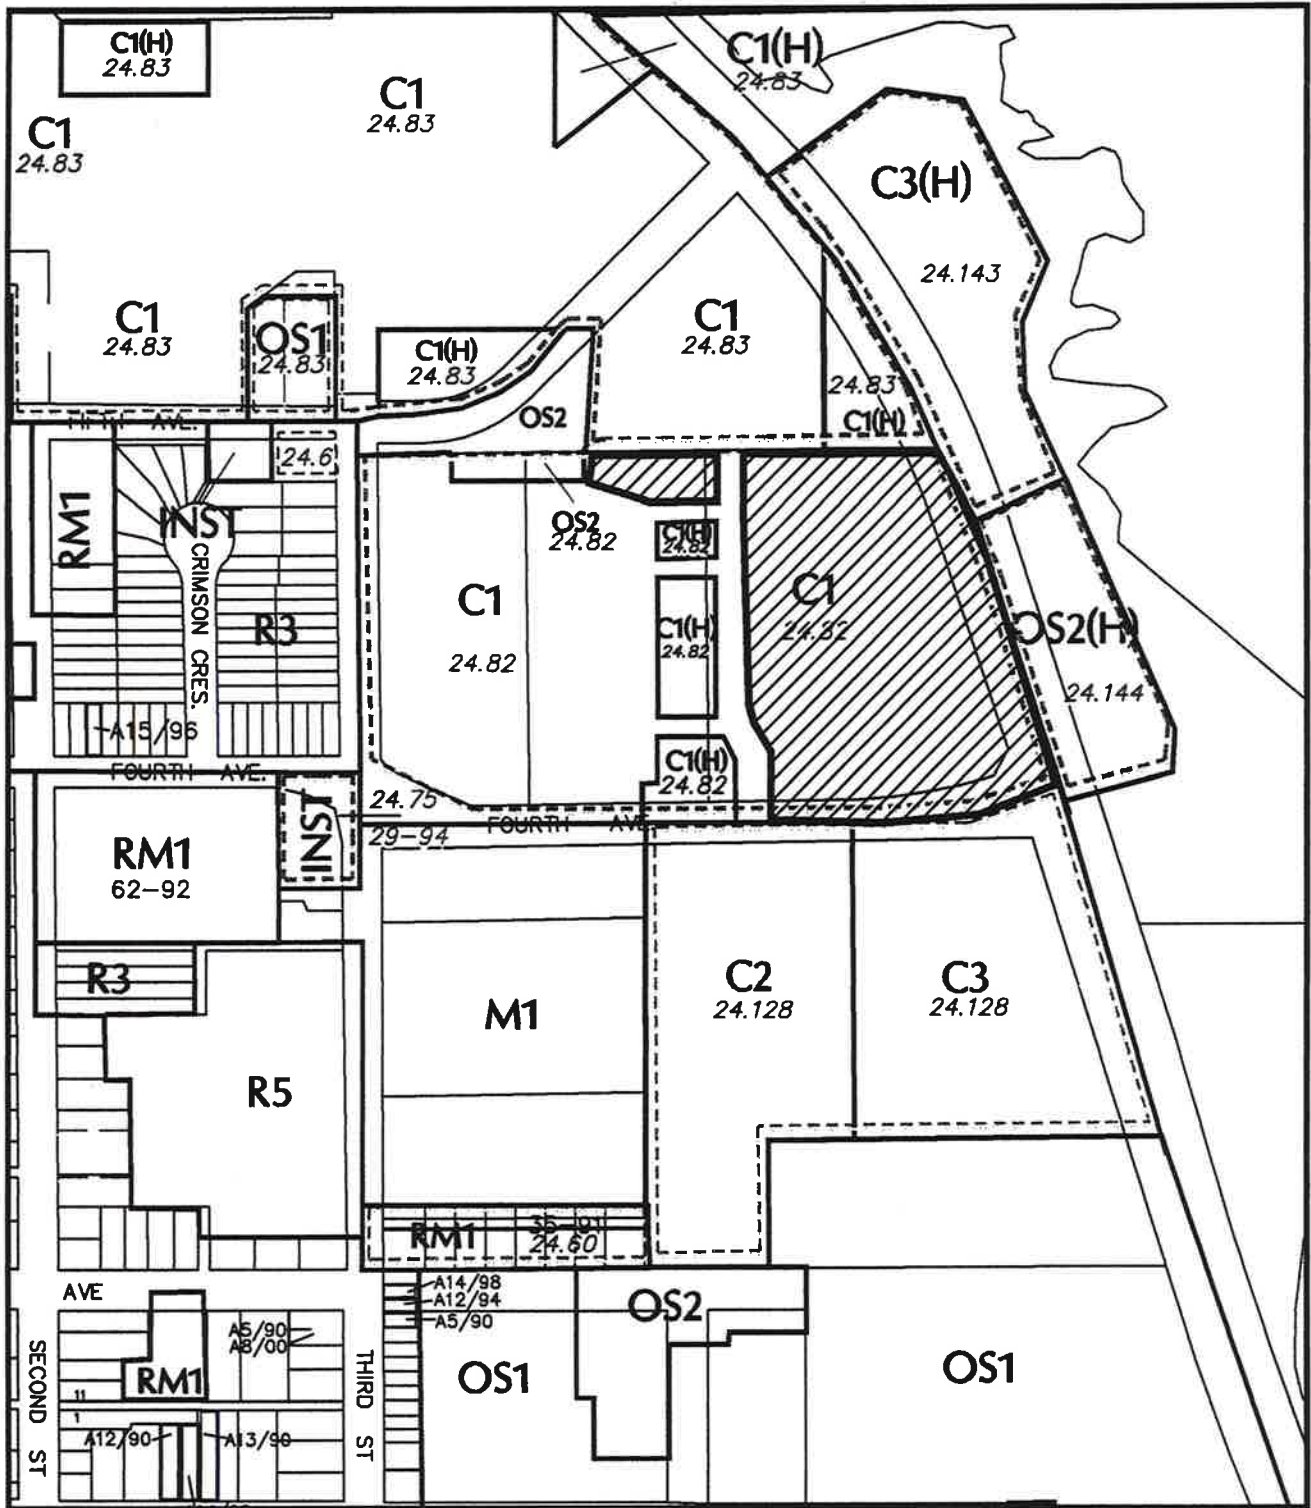 C1(H)
24.83
C1
24.83
C1(H)
24.83
C1
24.83
C3(H)
24.143
C1
24.83
OS1
24.83
C1(H)
24.83
C1
24.83
24.83
C1(H)
OS2
AVE.
24.6
RM1
INST
CRIMSON CRES.
R3
OS2
24.82
C1(H)
24.82
C1
24.82
C1(H)
24.82
C1
OS2(H)
24.144
A15/96
FOURTH AVE.
C1(H)
24.82
24.75
29-94
FOURTH AVE
INST
RM1
62-92
R3
M1
C2
24.128
C3
24.128
R5
RM1
24.60
AVE
A14/98
A12/94
A5/90
OS2
A5/90
A8/00
RM1
SECOND ST
THIRD ST
OS1
OS1
11
1
A12/90
A13/90